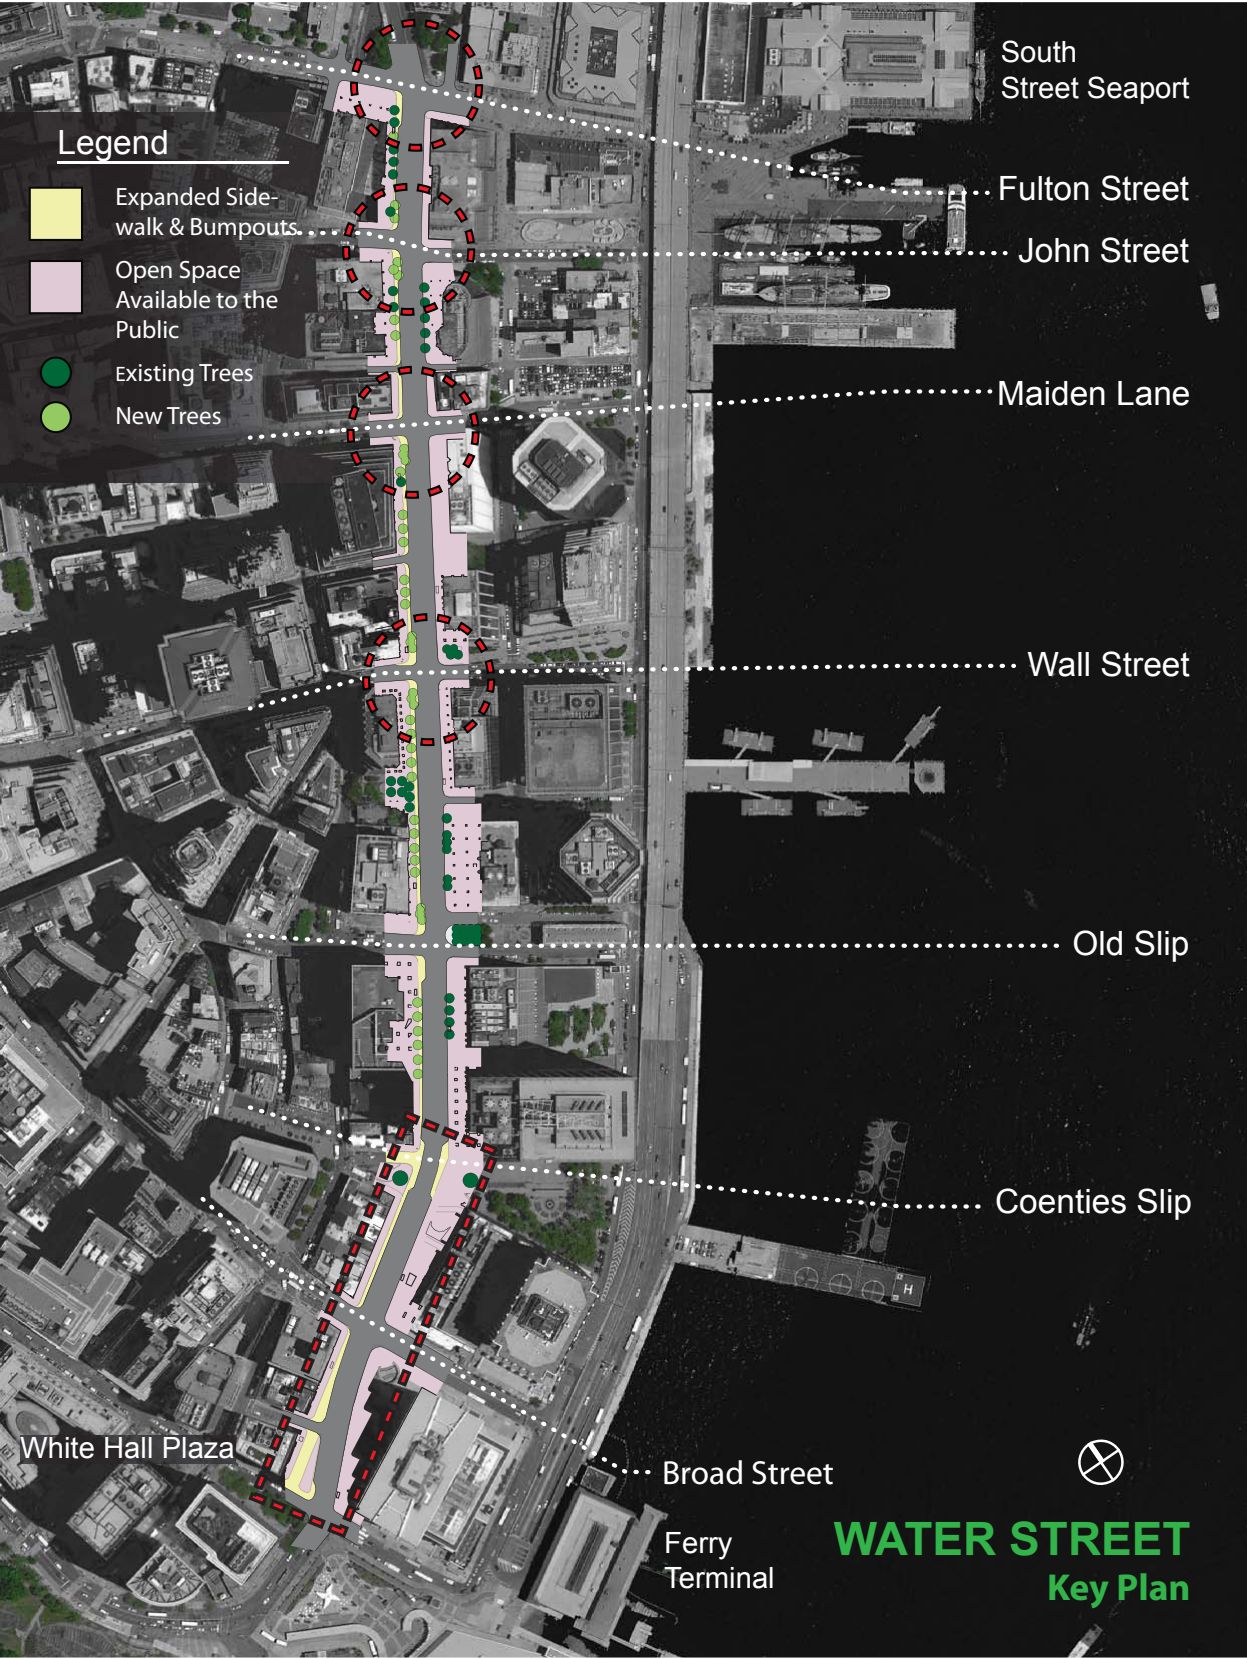 South
Street Seaport
Legend
Expanded Side-
walk & Bumpouts
Open Space
Available to the
Public
Existing Trees
New Trees
Fulton Street
John Street
Maiden Lane
Wall Street
Old Slip
Coenties Slip
H
White Hall Plaza
Broad Street
Ferry
Terminal
WATER STREET
Key Plan